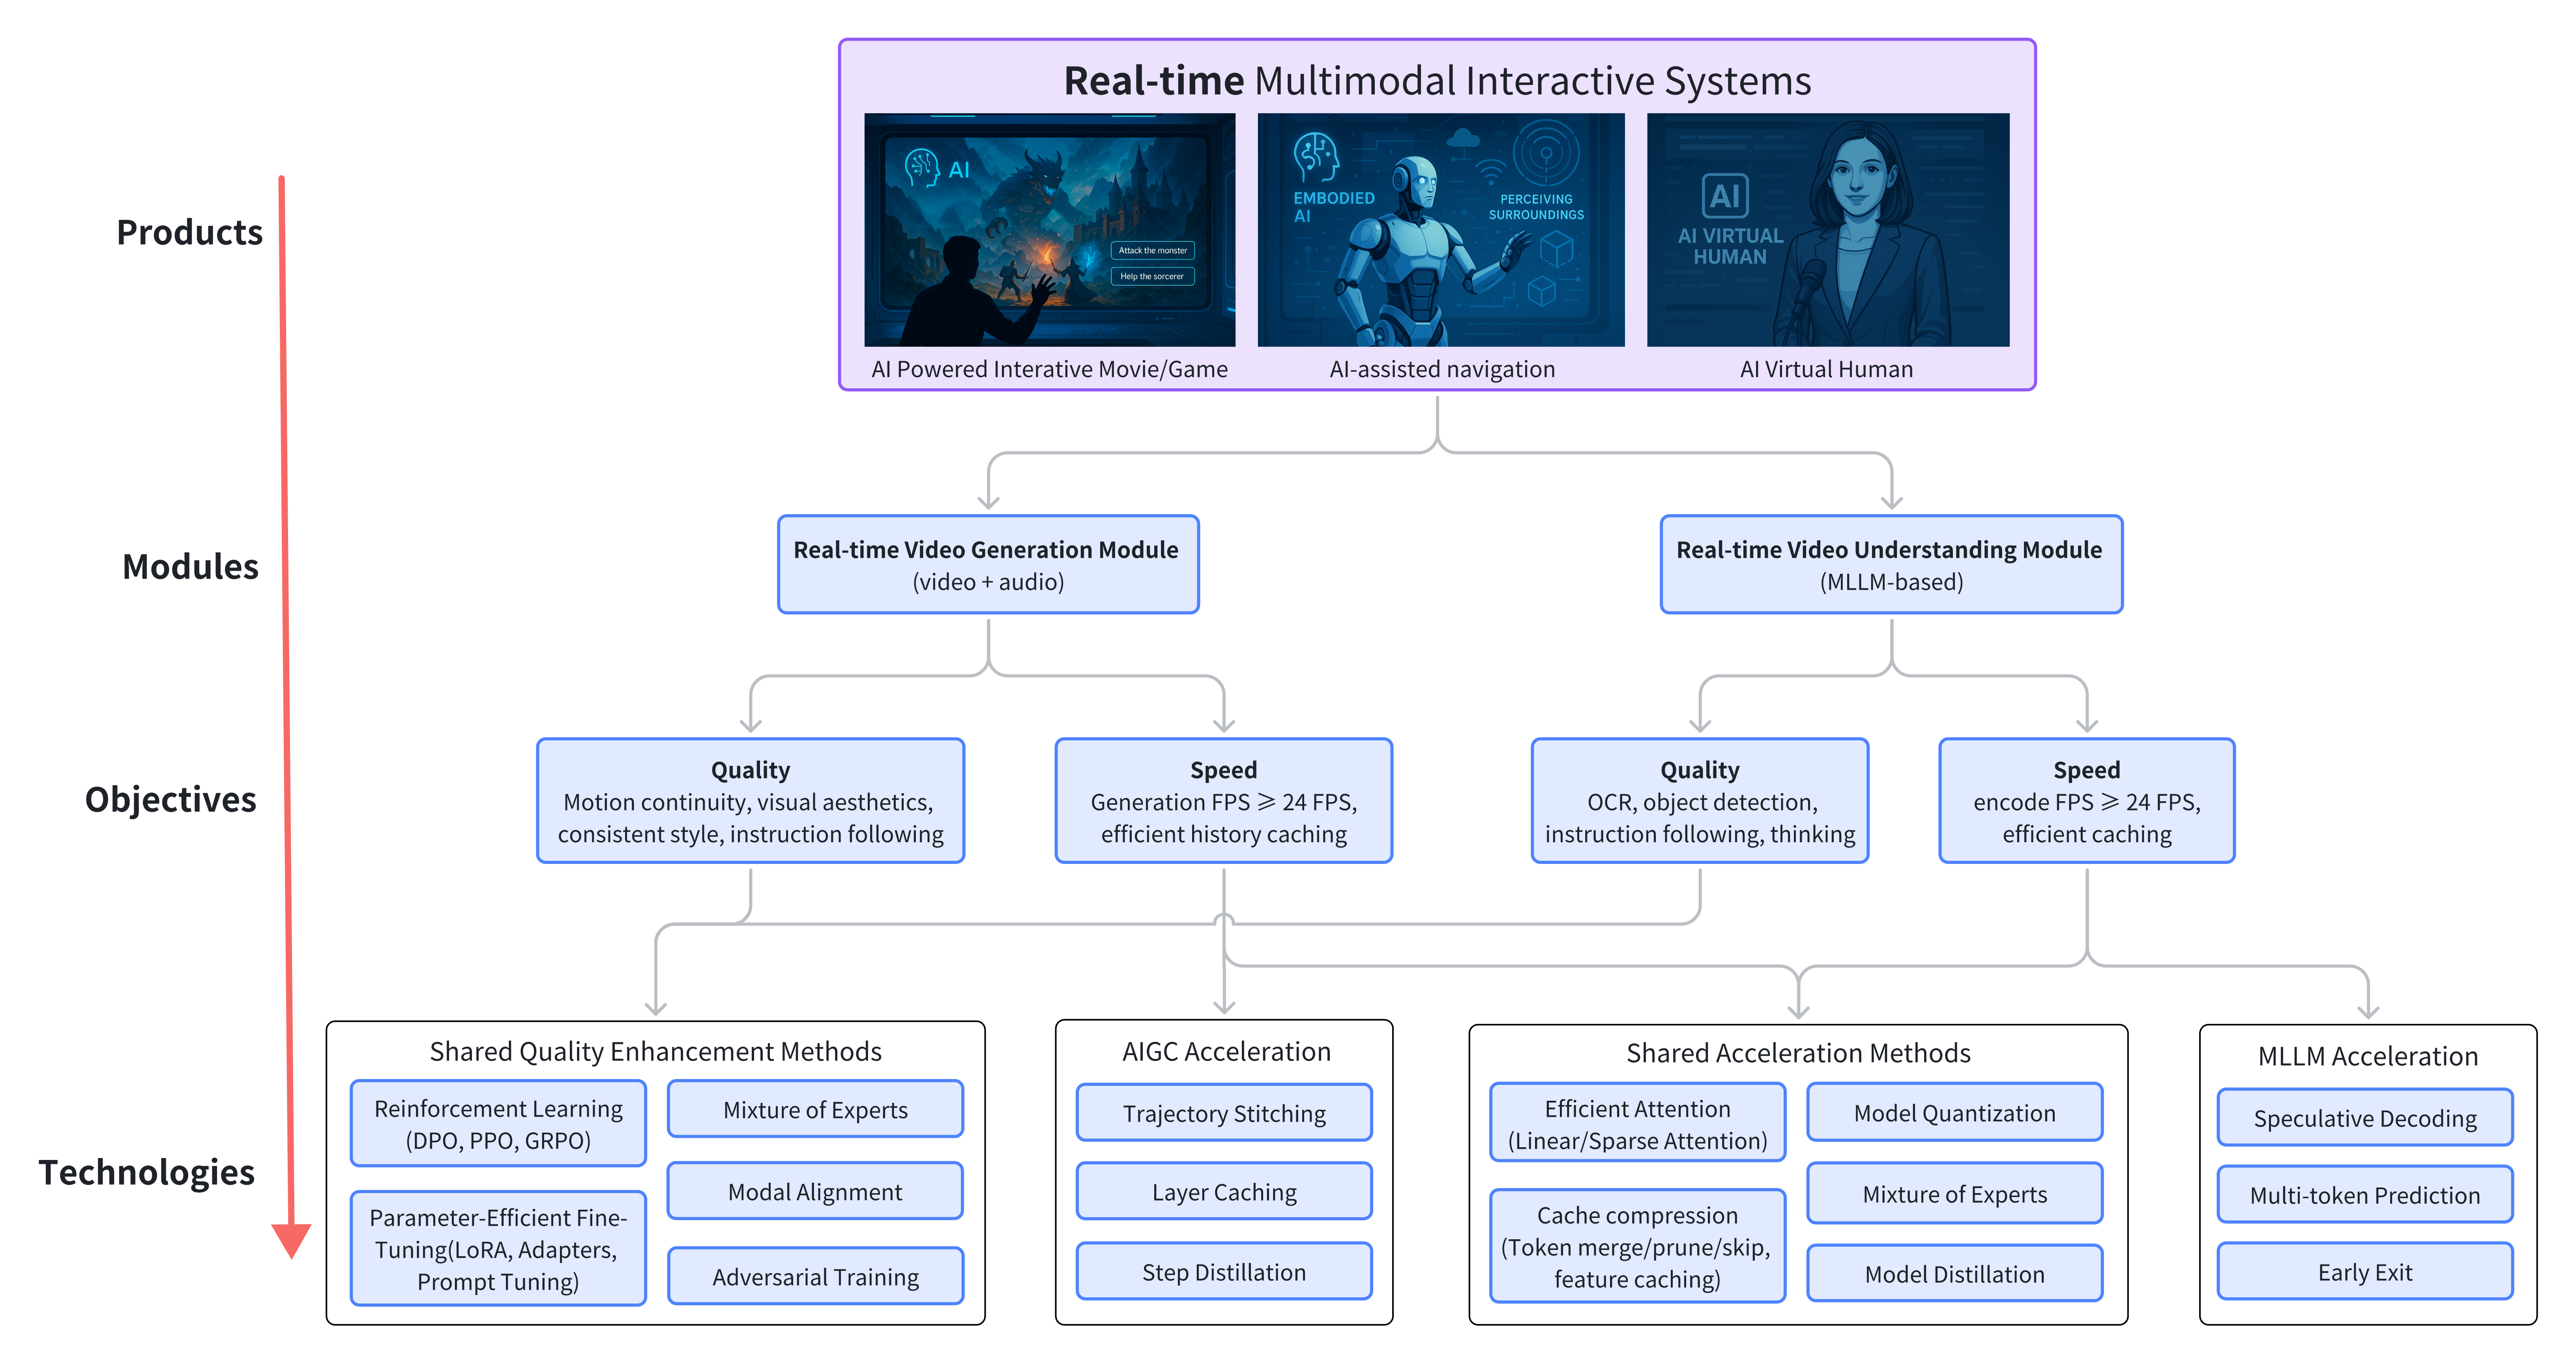 Real-time Multimodal Interactive Systems
AI
Attack the monster
Help the sorcerer
EMBODIED
AI
PERCEIVING
SURROUNDINGS
AI
AI VIRTUAL
HUMAN
AI Powered Interative Movie/Game
AI-assisted navigation
AI Virtual Human
Products
Modules
Real-time Video Generation Module
(video + audio)
Real-time Video Understanding Module
(MLLM-based)
Objectives
Quality
Motion continuity, visual aesthetics,
consistent style, instruction following
Speed
Generation FPS ⩾ 24 FPS,
efficient history caching
Quality
OCR, object detection,
instruction following, thinking
Speed
encode FPS ⩾ 24 FPS,
efficient caching
Technologies
Shared Quality Enhancement Methods
Reinforcement Learning
(DPO, PPO, GRPO)
Parameter-Efficient Fine-
Tuning(LoRA, Adapters,
Prompt Tuning)
Mixture of Experts
Modal Alignment
Adversarial Training
AIGC Acceleration
Trajectory Stitching
Layer Caching
Step Distillation
Shared Acceleration Methods
Efficient Attention
(Linear/Sparse Attention)
Cache compression
(Token merge/prune/skip,
feature caching)
Model Quantization
Mixture of Experts
Model Distillation
MLLM Acceleration
Speculative Decoding
Multi-token Prediction
Early Exit